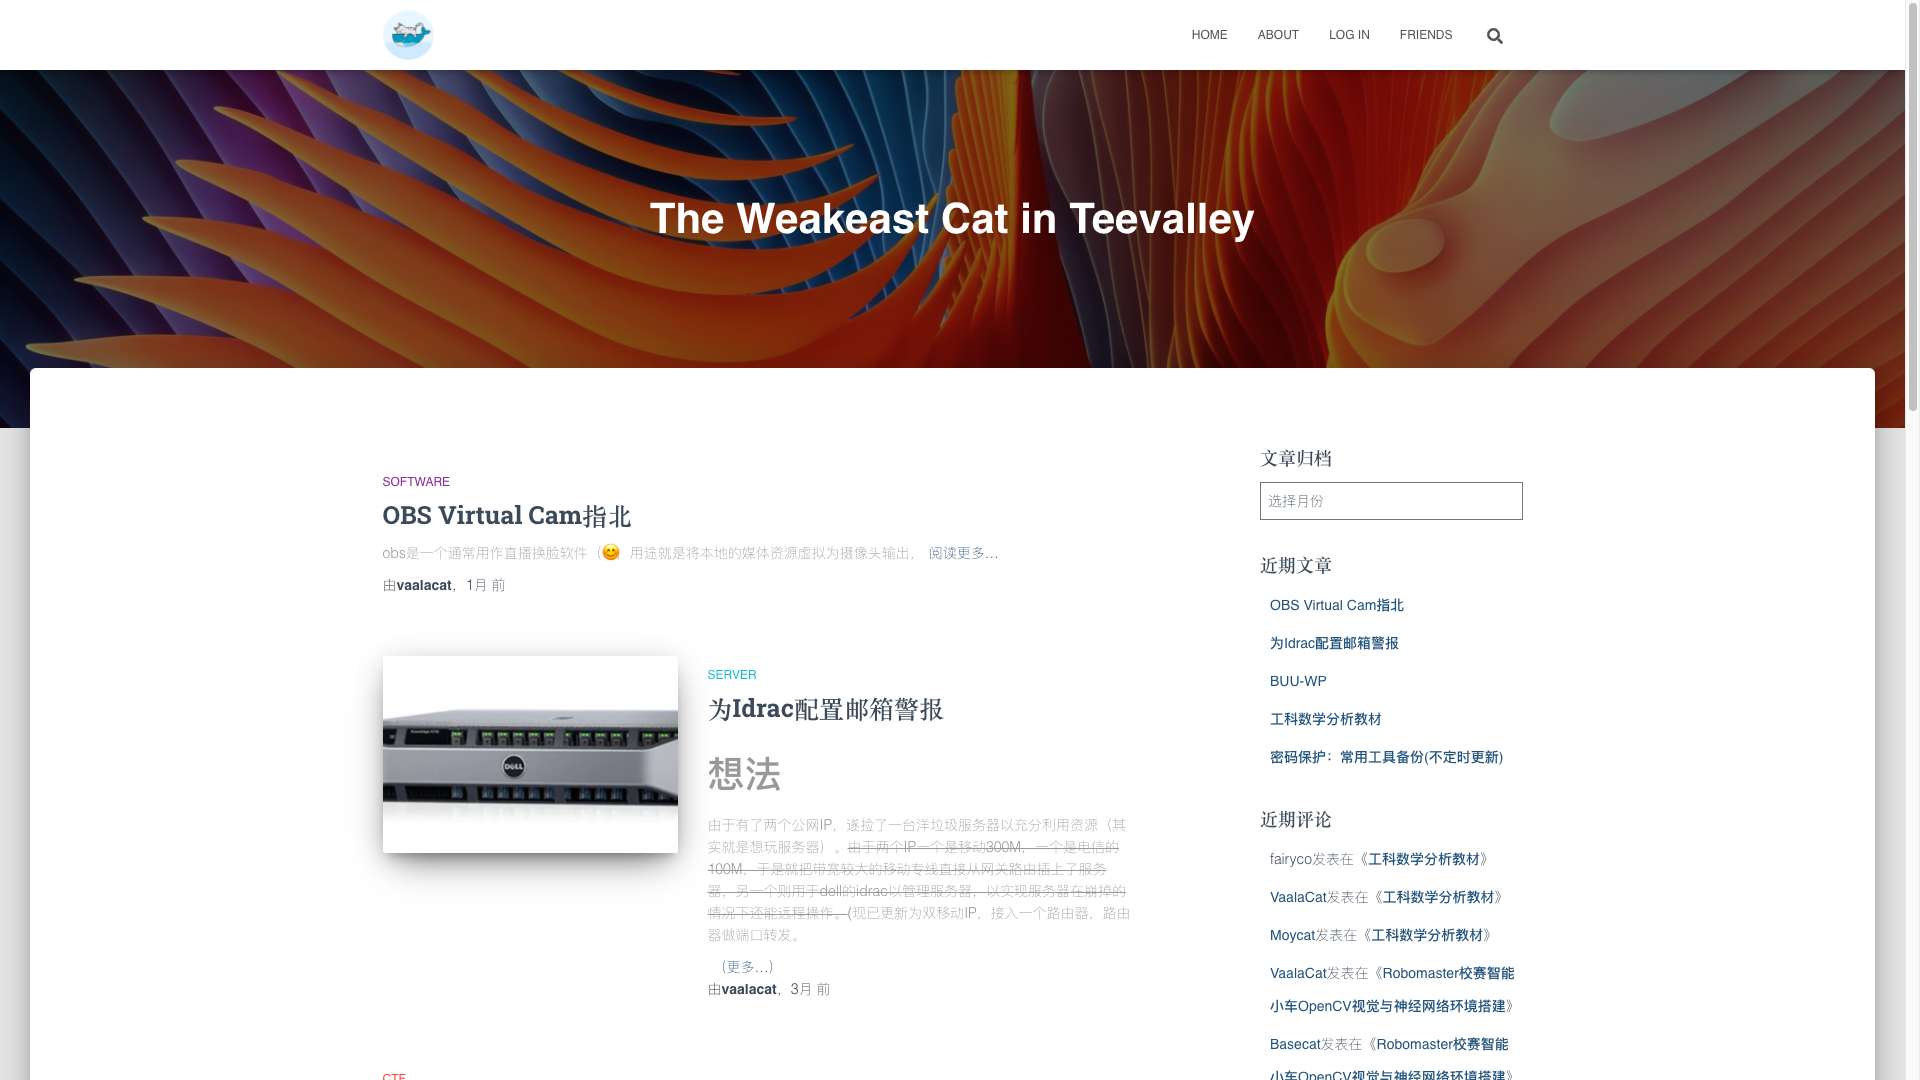 HOME ABOUT LOG IN FRIENDS
The Weakeast Cat in Teevalley
SOFTWARE
OBS Virtual Cam指北
obs是一个通常用作直播换脸软件（😊 用途就是将本地的媒体资源虚拟为摄像头输出， 阅读更多…
由vaalacat， 1月 前
SERVER
为Idrac配置邮箱警报
想法
由于有了两个公网IP，遂捡了一台洋垃圾服务器以充分利用资源（其
实就是想玩服务器）。由于两个IP一个是移动300M，一个是电信的
100M，于是就把带宽较大的移动专线直接从网关路由插上了服务
器，另一个则用于dell的idrac以管理服务器，以实现服务器在崩掉的
情况下还能远程操作。(现已更新为双移动IP，接入一个路由器，路由
器做端口转发。
（更多…）
由vaalacat， 3月 前
CTF
文章归档
选择月份
近期文章
OBS Virtual Cam指北
为Idrac配置邮箱警报
BUU-WP
工科数学分析教材
密码保护：常用工具备份(不定时更新)
近期评论
fairyco发表在《工科数学分析教材》
VaalaCat发表在《工科数学分析教材》
Moycat发表在《工科数学分析教材》
VaalaCat发表在《Robomaster校赛智能
小车OpenCV视觉与神经网络环境搭建》
Basecat发表在《Robomaster校赛智能
小车OpenCV视觉与神经网络环境搭建》
DELL